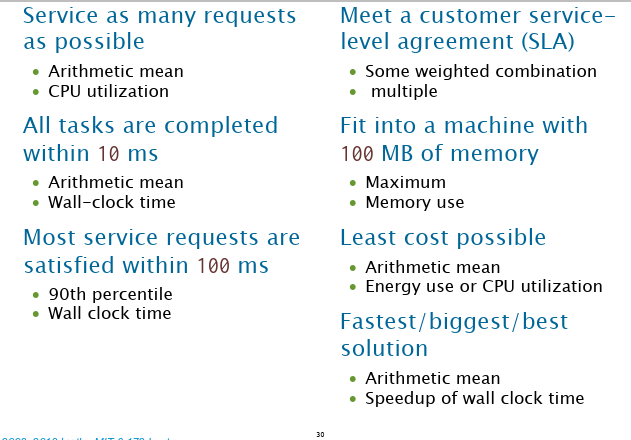 Service as many requests
as possible
• Arithmetic mean
• CPU utilization
All tasks are completed
within 10 ms
• Arithmetic mean
• Wall-clock time
Most service requests are
satisfied within 100 ms
• 90th percentile
• Wall clock time
Meet a customer service-
level agreement (SLA)
• Some weighted combination
• multiple
Fit into a machine with
100 MB of memory
• Maximum
• Memory use
Least cost possible
• Arithmetic mean
• Energy use or CPU utilization
Fastest/biggest/best
solution
• Arithmetic mean
• Speedup of wall clock time
30